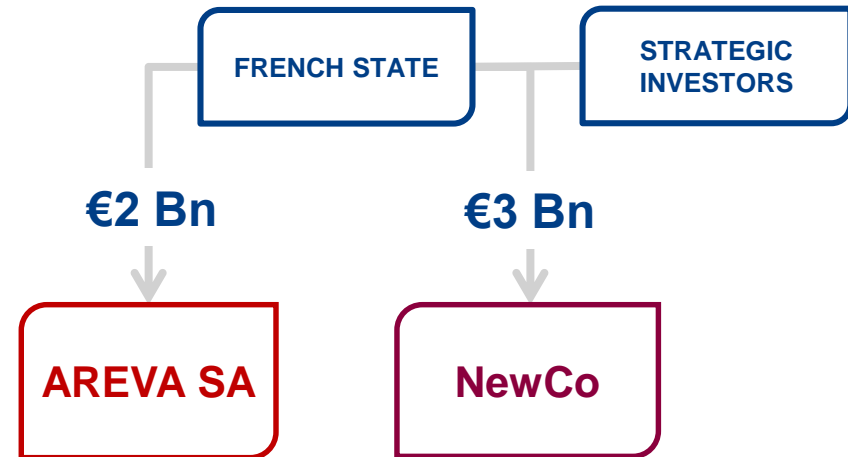 FRENCH STATE
STRATEGIC
INVESTORS
€2 Bn
€3 Bn
AREVA SA
NewCo